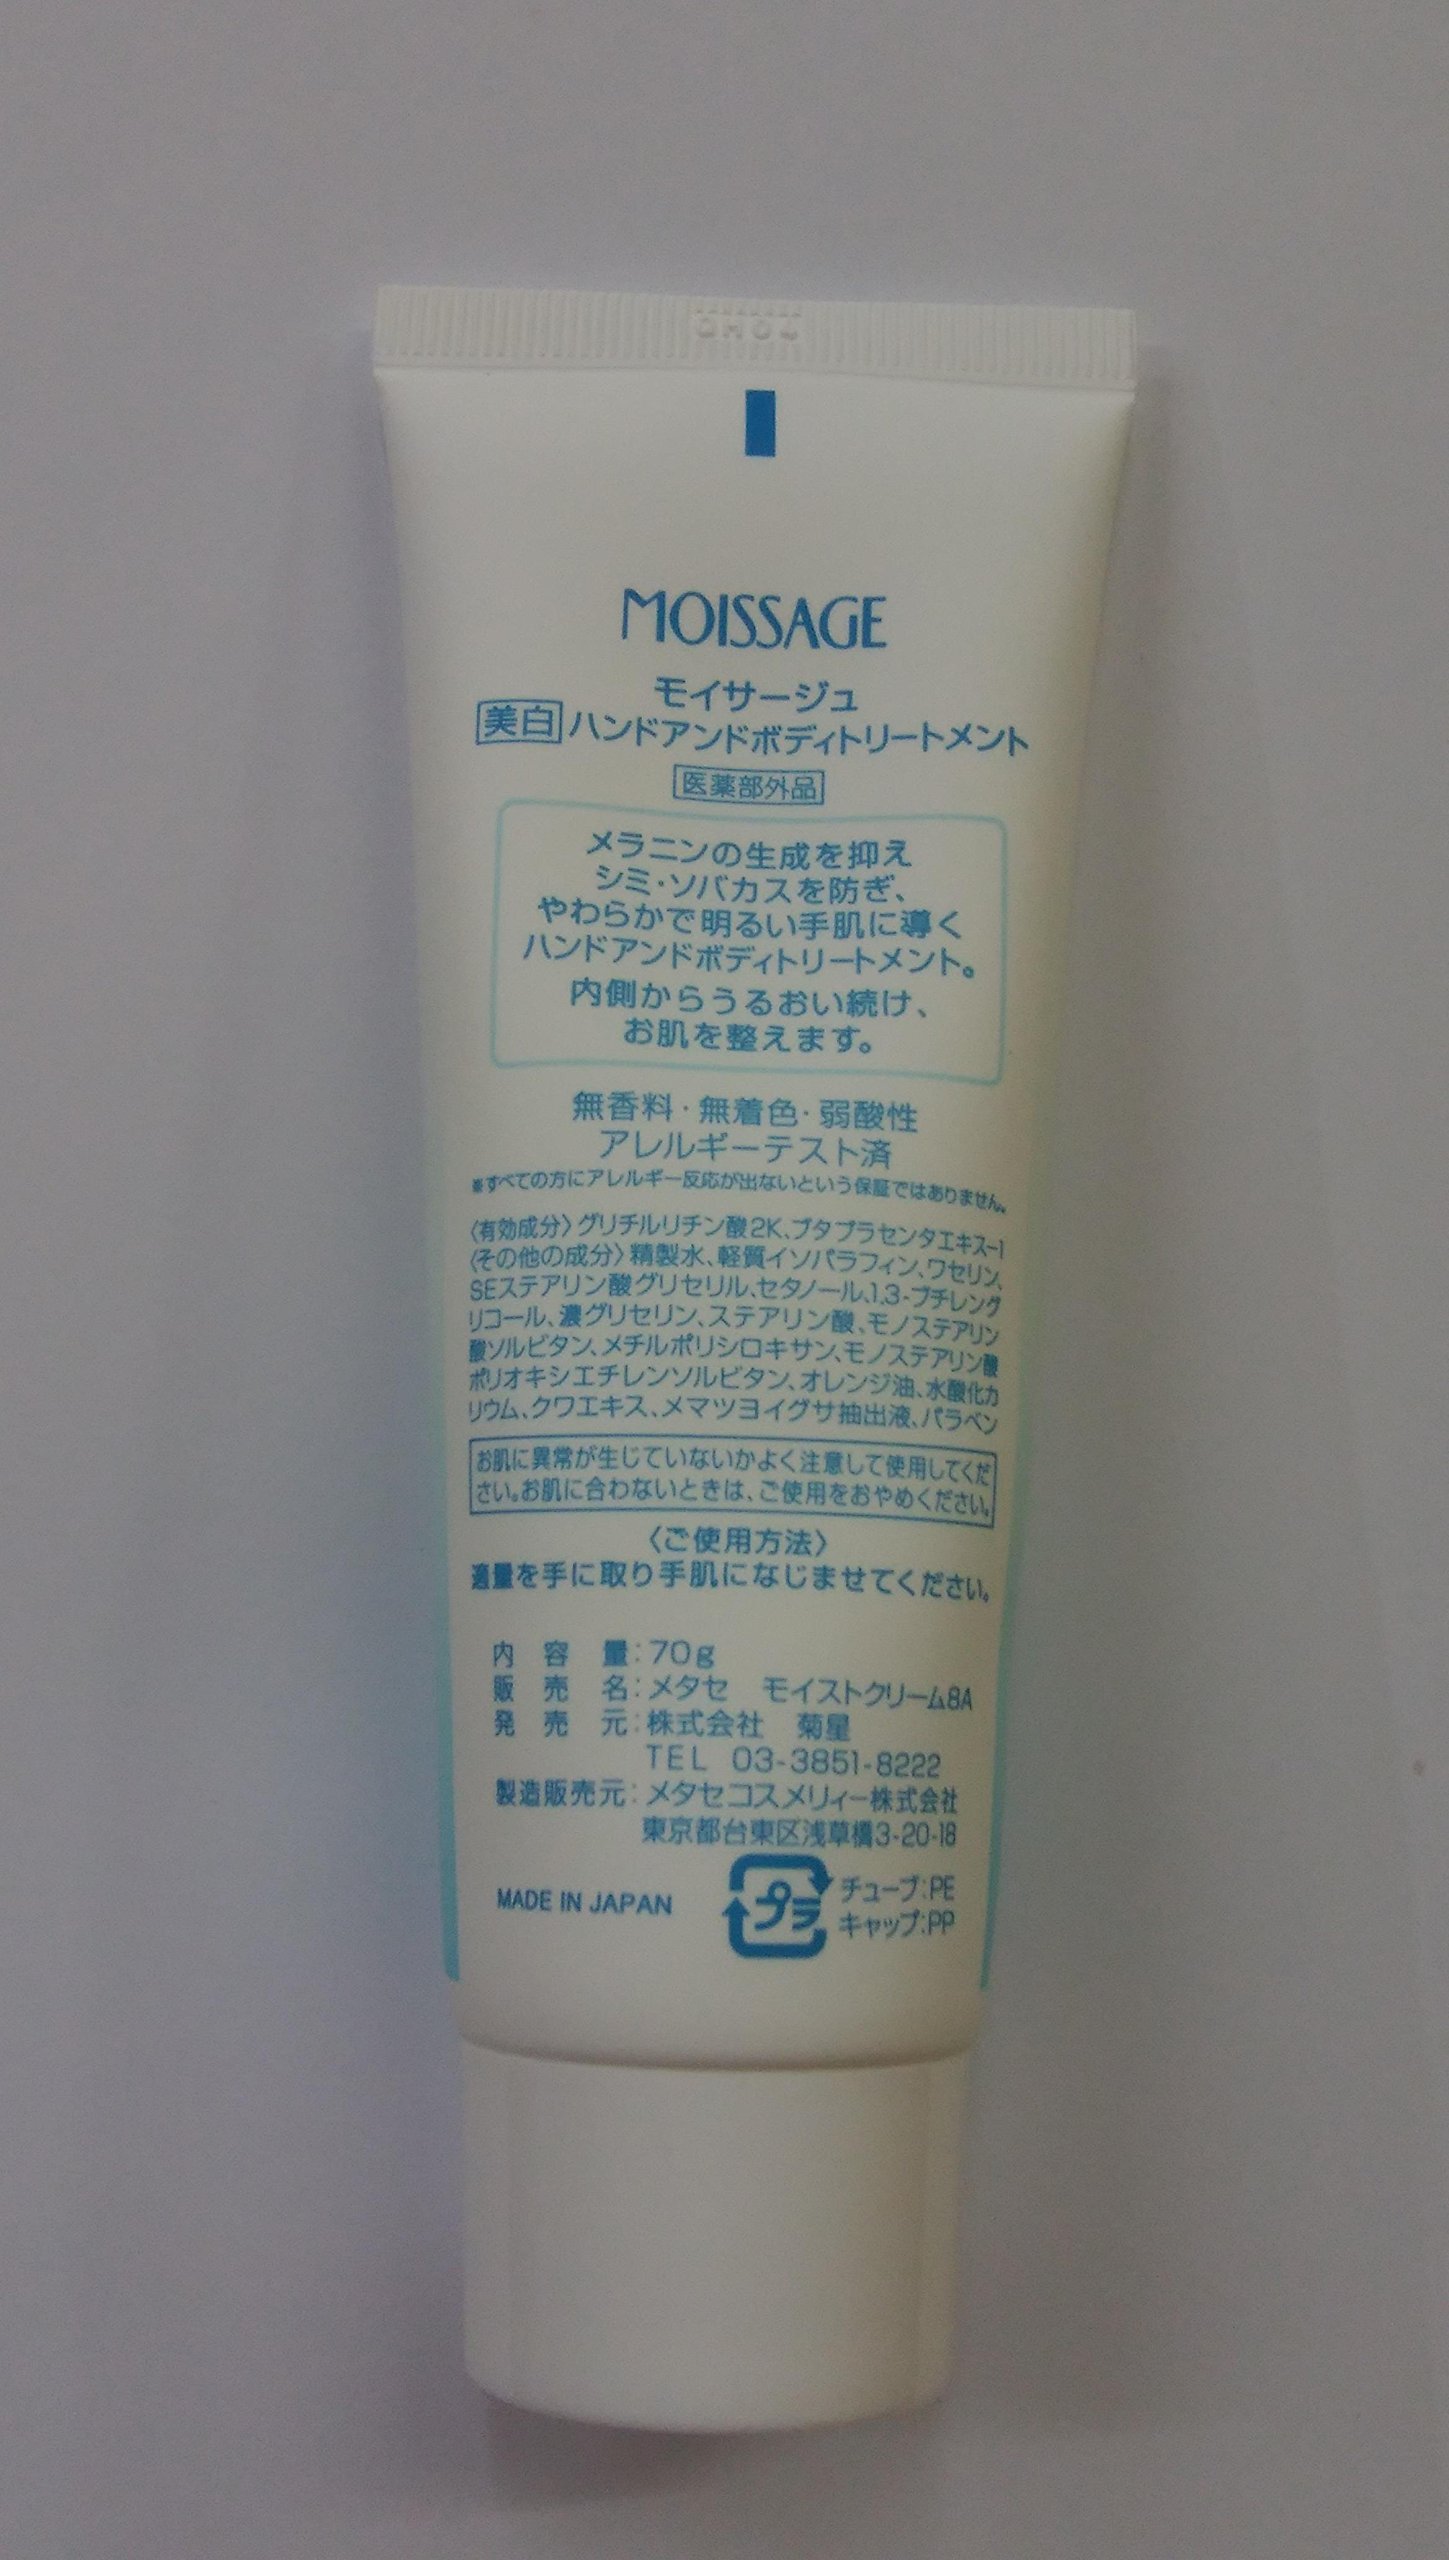 MOISSAGE
モイサージュ
美白 ハンドアンドボディトリートメント
医薬部外品
メラニンの生成を抑え
シミ・ソバカスを防ぎ、
やわらかで明るい手肌に導く
ハンドアンドボディトリートメント。
内側からうるおい続け、
お肌を整えます。
無香料・無着色・弱酸性
アレルギーテスト済
※すべての方にアレルギー反応が出ないという保証ではありません。
〈有効成分〉グリチルリチン酸2K、ブタプラセンタエキス-1
〈その他の成分〉精製水、軽質イソパラフィン、ワセリン、
SEステアリン酸グリセリル、セタノール、1,3-ブチレング
リコール、濃グリセリン、ステアリン酸、モノステアリン
酸ソルビタン、メチルポリシロキサン、モノステアリン酸
ポリオキシエチレンソルビタン、オレンジ油、水酸化カ
リウム、クワエキス、メマツヨイグサ抽出液、パラベン
お肌に異常が生じていないかよく注意して使用してくだ
さい。お肌に合わないときは、ご使用をおやめください。
〈ご使用方法〉
適量を手に取り手肌になじませてください。
内容量：70g
販売名：メタセ モイストクリーム8A
発売元：株式会社 菊星
TEL 03-3851-8222
製造販売元：メタセコスメリィー株式会社
東京都台東区浅草橋3-20-18
MADE IN JAPAN
プラ
チューブ：PE
キャップ：PP